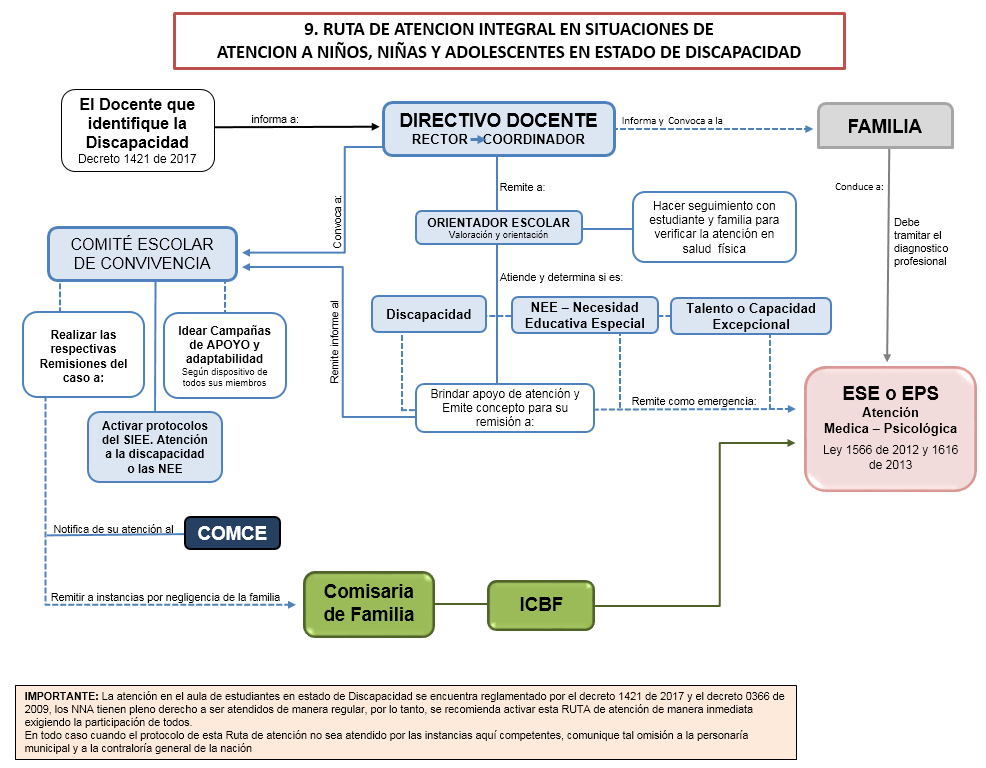 9. RUTA DE ATENCION INTEGRAL EN SITUACIONES DE
ATENCION A NIÑOS, NIÑAS Y ADOLESCENTES EN ESTADO DE DISCAPACIDAD
El Docente que
identifique la
Discapacidad
Decreto 1421 de 2017
informa a:
DIRECTIVO DOCENTE
RECTOR COORDINADOR
Informa y Convoca a la
FAMILIA
Convoca a:
Remite a:
Conduce a:
Debe
tramitar el
diagnostico
profesional
ORIENTADOR ESCOLAR
Valoración y orientación
Hacer seguimiento con
estudiante y familia para
verificar la atención en
salud física
COMITÉ ESCOLAR
DE CONVIVENCIA
Atiende y determina si es:
Discapacidad
NEE – Necesidad
Educativa Especial
Talento o Capacidad
Excepcional
Realizar las
respectivas
Remisiones del
caso a:
Idear Campañas
de APOYO y
adaptabilidad
Según dispositivo de
todos sus miembros
Remite informe al
Brindar apoyo de atención y
Emite concepto para su
remisión a:
Remite como emergencia:
ESE o EPS
Atención
Medica – Psicológica
Ley 1566 de 2012 y 1616
de 2013
Activar protocolos
del SIEE. Atención
a la discapacidad
o las NEE
Notifica de su atención al
COMCE
Remitir a instancias por negligencia de la familia
Comisaria
de Familia
ICBF
IMPORTANTE: La atención en el aula de estudiantes en estado de Discapacidad se encuentra reglamentado por el decreto 1421 de 2017 y el decreto 0366 de
2009, los NNA tienen pleno derecho a ser atendidos de manera regular, por lo tanto, se recomienda activar esta RUTA de atención de manera inmediata
exigiendo la participación de todos.
En todo caso cuando el protocolo de esta Ruta de atención no sea atendido por las instancias aquí competentes, comunique tal omisión a la personaría
municipal y a la contraloría general de la nación